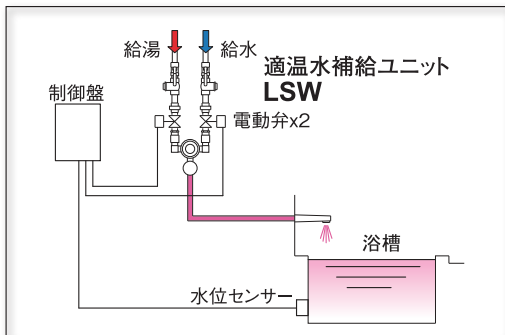 給湯
給水
適温水補給ユニット
LSW
制御盤
電動弁x2
浴槽
水位センサー